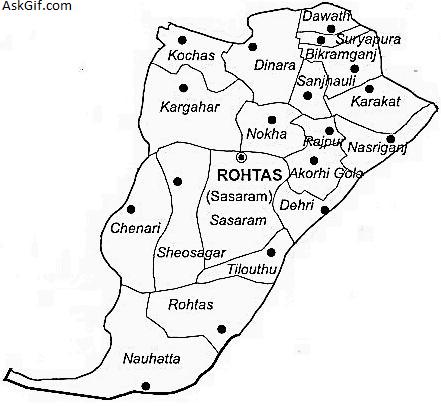 AskGif.com
Dawath
Suryapura
Kochas
Bikramganj
Dinara
Sanjhauli
Kargahar
Karakat
Nokha
Rajpur
Nasriganj
ROHTAS
Akorhi Gola
(Sasaram)
Dehri
Sasaram
Chenari
Sheosagar
Tilouthu
Rohtas
Nauhatta